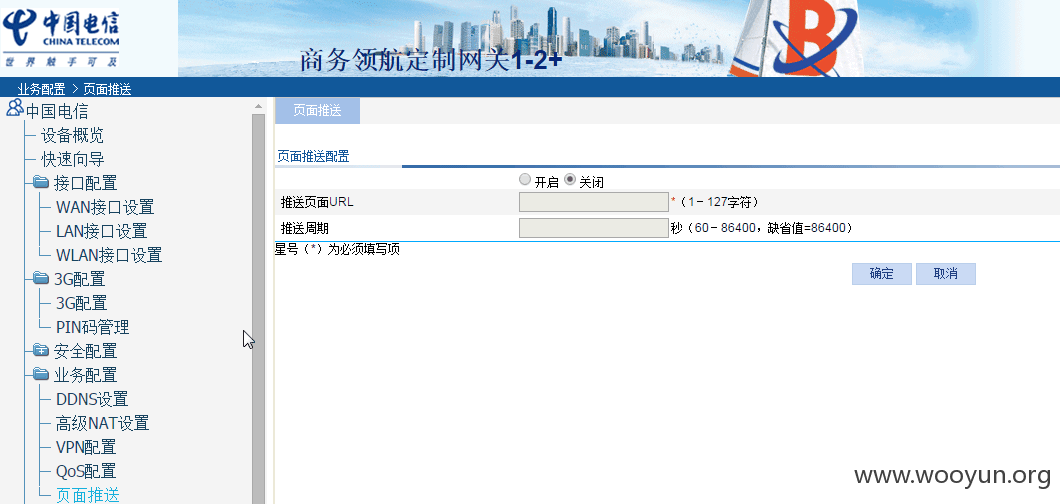 中国电信
CHINA TELECOM
世界触手可及
商务领航定制网关1-2+
业务配置 > 页面推送
中国电信
设备概览
快速向导
接口配置
WAN接口设置
LAN接口设置
WLAN接口设置
3G配置
3G配置
PIN码管理
安全配置
业务配置
DDNS设置
高级NAT设置
VPN配置
QoS配置
页面推送
页面推送
页面推送配置
开启 关闭
推送页面URL *（1－127字符）
推送周期 秒（60－86400，缺省值=86400）
星号（*）为必须填写项
确定 取消
www.wooyun.org